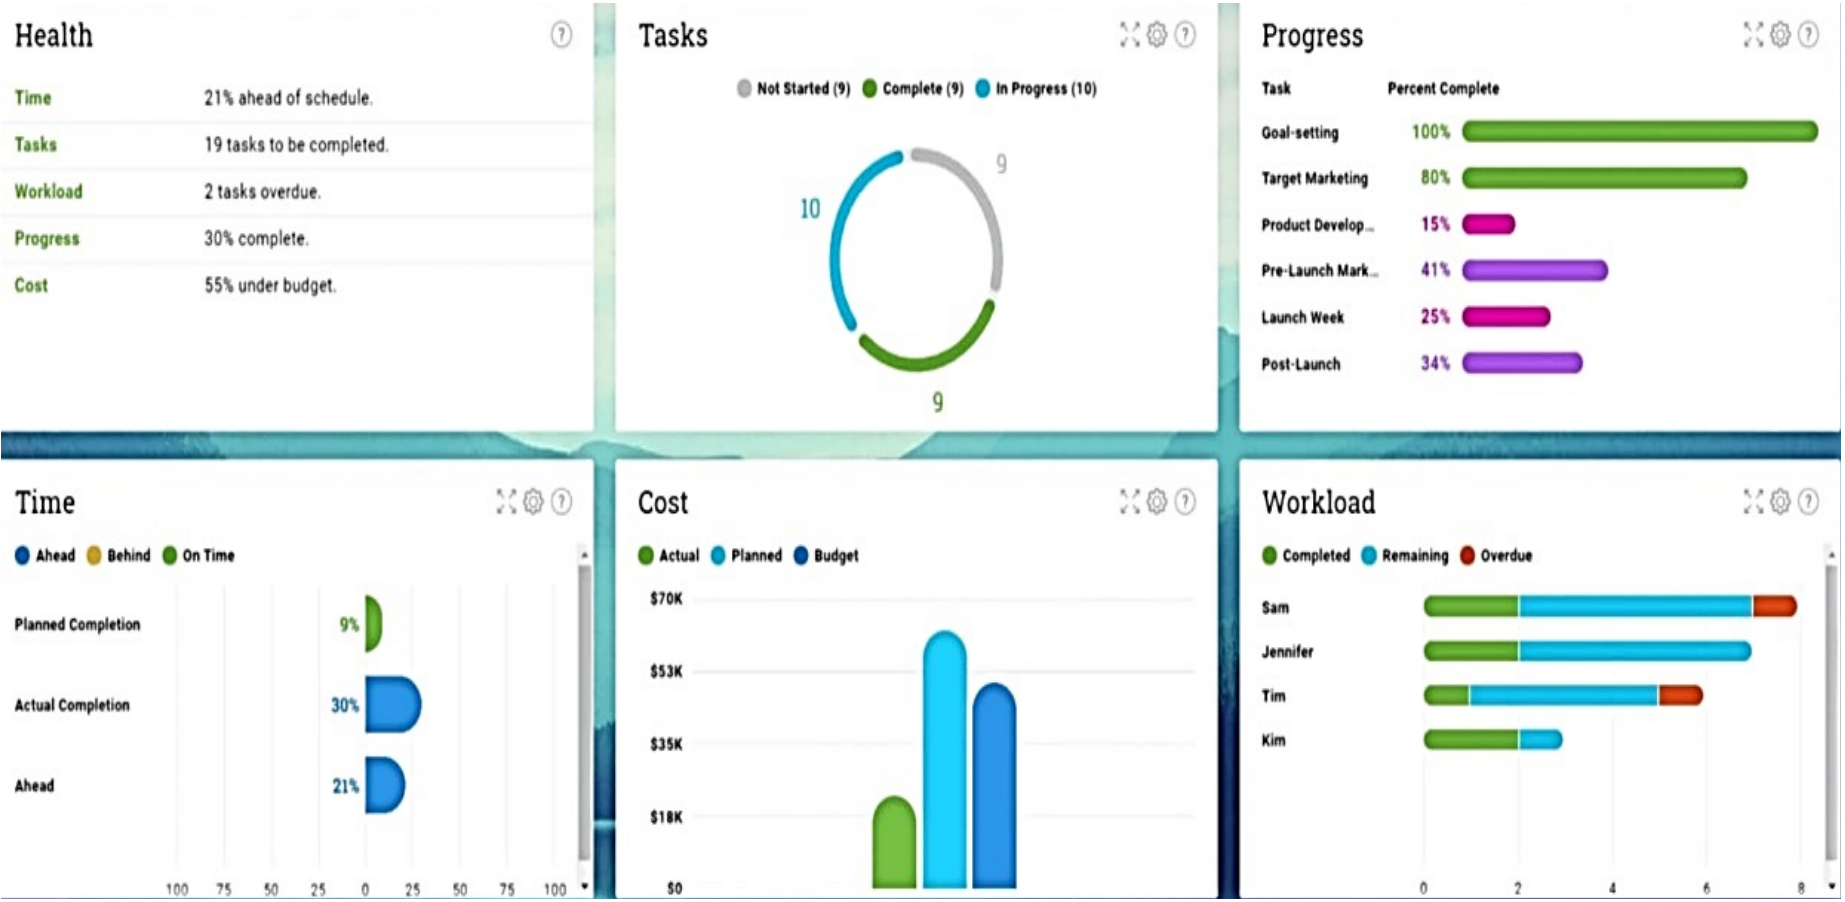 Health
Time 21% ahead of schedule.
Tasks 19 tasks to be completed.
Workload 2 tasks overdue.
Progress 30% complete.
Cost 55% under budget.
Tasks
Not Started (9) Complete (9) In Progress (10)
9
10
9
Progress
Task Percent Complete
Goal-setting 100%
Target Marketing 80%
Product Develop... 15%
Pre-Launch Mark... 41%
Launch Week 25%
Post-Launch 34%
Time
Ahead Behind On Time
Planned Completion 9%
Actual Completion 30%
Ahead 21%
100 75 50 25 0 25 50 75 100
Cost
Actual Planned Budget
$70K
$53K
$35K
$18K
$0
Workload
Completed Remaining Overdue
Sam
Jennifer
Tim
Kim
0 2 4 6 8